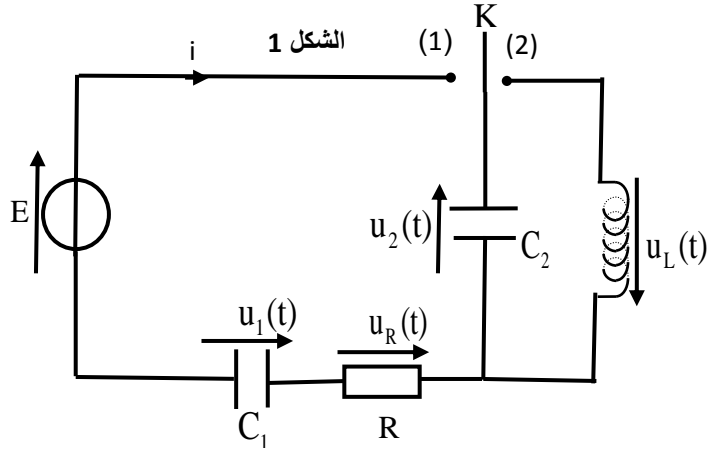 K
i الشكل 1 (1) (2)
E
u₂(t) C₂ u_L(t)
u₁(t) u_R(t)
C₁ R